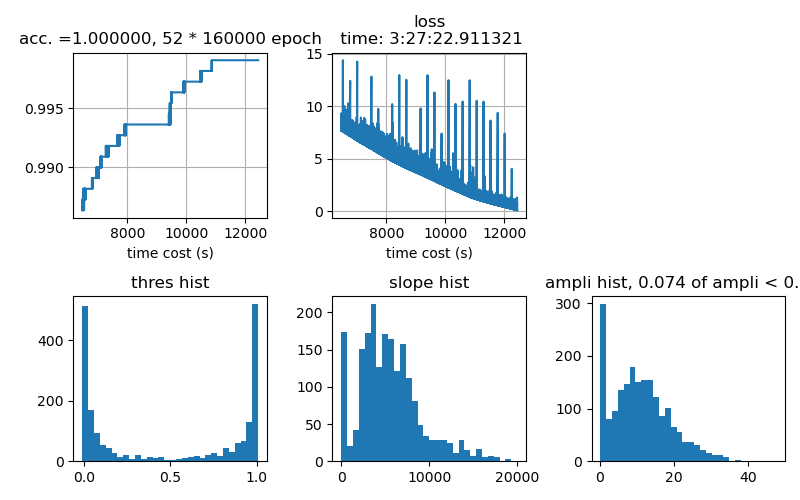 acc. =1.000000, 52 * 160000 epoch
0.995
0.990
8000 10000 12000
time cost (s)
loss
time: 3:27:22.911321
15
10
5
0
8000 10000 12000
time cost (s)
thres hist
400
200
0
0.0 0.5 1.0
slope hist
200
150
100
50
0
0 10000 20000
ampli hist, 0.074 of ampli < 0.
300
200
100
0
0 20 40